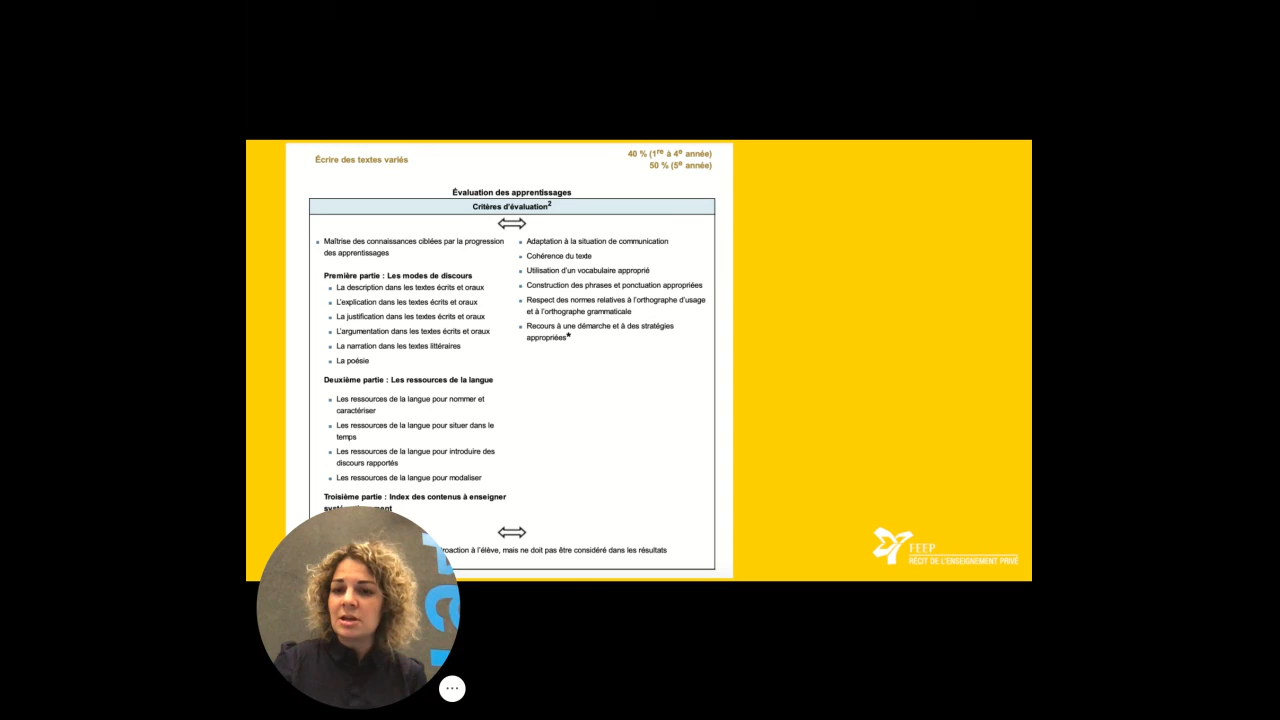 Écrire des textes variés
40 % (1re à 4e année)
50 % (5e année)
Évaluation des apprentissages
Critères d'évaluation2
Maîtrise des connaissances ciblées par la progression
des apprentissages
Première partie : Les modes de discours
La description dans les textes écrits et oraux
L'explication dans les textes écrits et oraux
La justification dans les textes écrits et oraux
L'argumentation dans les textes écrits et oraux
La narration dans les textes littéraires
La poésie
Deuxième partie : Les ressources de la langue
Les ressources de la langue pour nommer et
caractériser
Les ressources de la langue pour situer dans le
temps
Les ressources de la langue pour introduire des
discours rapportés
Les ressources de la langue pour modaliser
Troisième partie : Index des contenus à enseigner
Adaptation à la situation de communication
Cohérence du texte
Utilisation d'un vocabulaire approprié
Construction des phrases et ponctuation appropriées
Respect des normes relatives à l'orthographe d'usage
et à l'orthographe grammaticale
Recours à une démarche et à des stratégies
appropriées*
à l'élève, mais ne doit pas être considéré dans les résultats
FEEP
RÉCIT DE L'ENSEIGNEMENT PRIVÉ